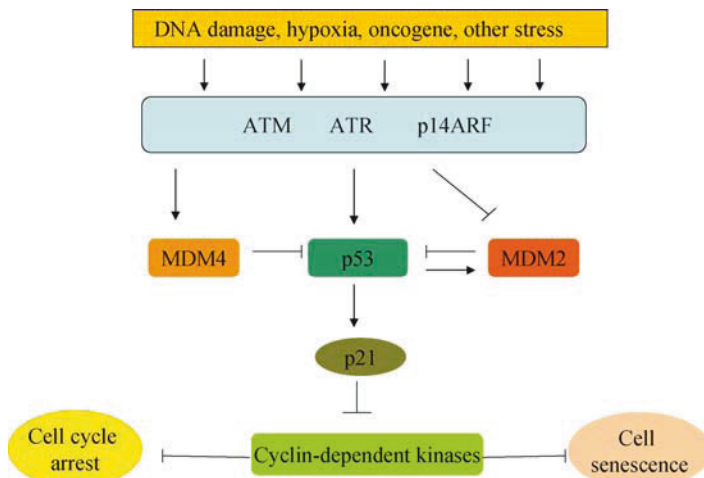 DNA damage, hypoxia, oncogene, other stress
ATM ATR p14ARF
MDM4 p53 MDM2
p21
Cell cycle
arrest
Cyclin-dependent kinases
Cell
senescence